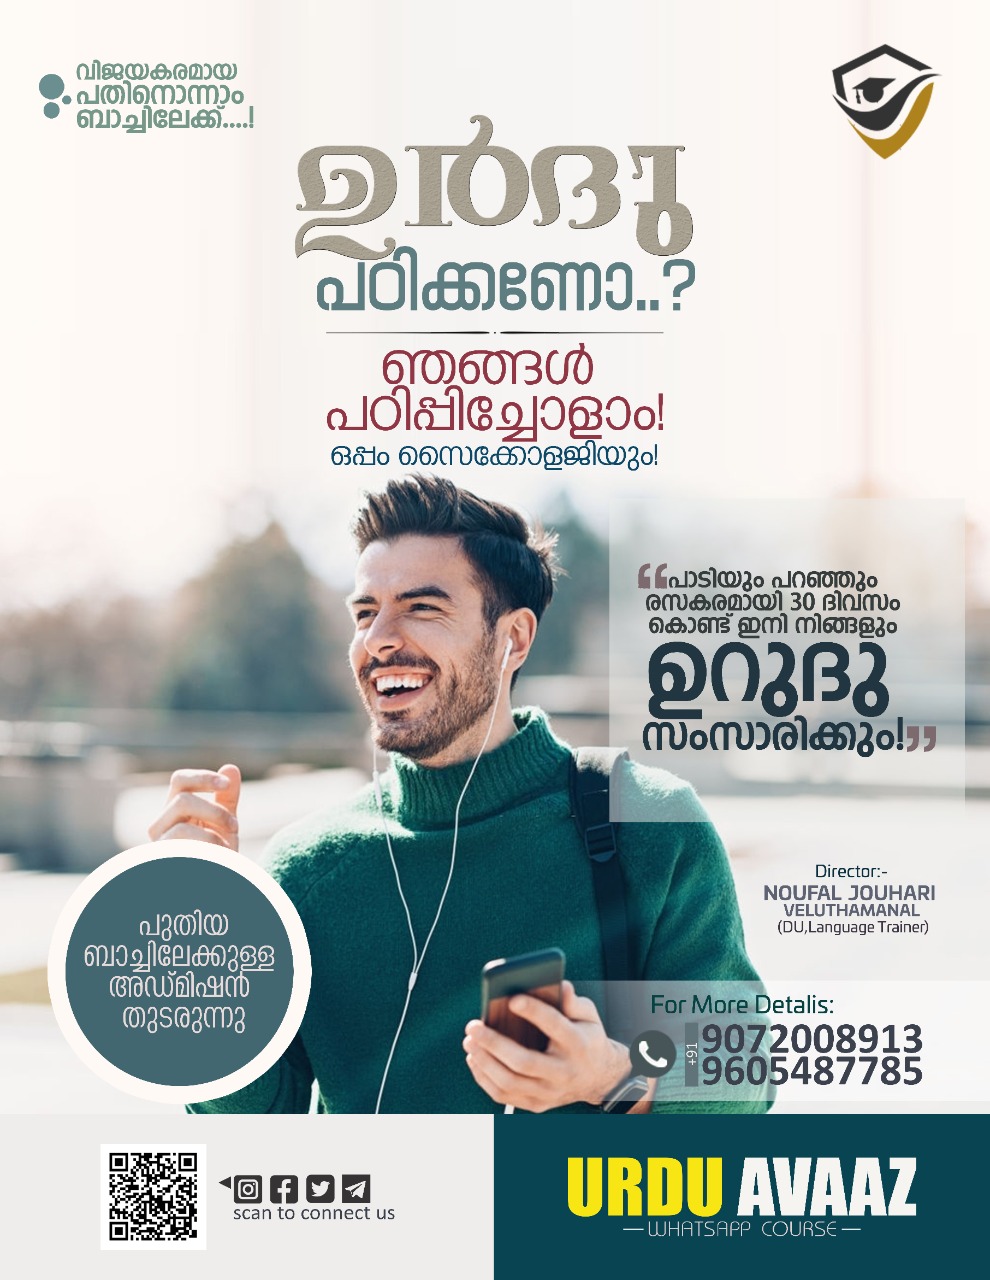 വിജയകരമായ
പതിനൊന്നാം
ബാച്ചിലേക്ക്....!
ഉർദു
പഠിക്കണോ..?
ഞങ്ങൾ
പഠിപ്പിച്ചോളാം!
ഒപ്പം സൈക്കോളജിയും!
“പാടിയും പറഞ്ഞും
രസകരമായി 30 ദിവസം
കൊണ്ട് ഇനി നിങ്ങളും
ഉറുദു
സംസാരിക്കും!”
Director:-
NOUFAL JOUHARI
VELUTHAMANAL
(DU,Language Trainer)
പുതിയ
ബാച്ചിലേക്കുള്ള
അഡ്മിഷൻ
തുടരുന്നു
For More Detalis:
+91
9072008913
9605487785
scan to connect us
URDU AVAAZ
WHATSAPP COURSE